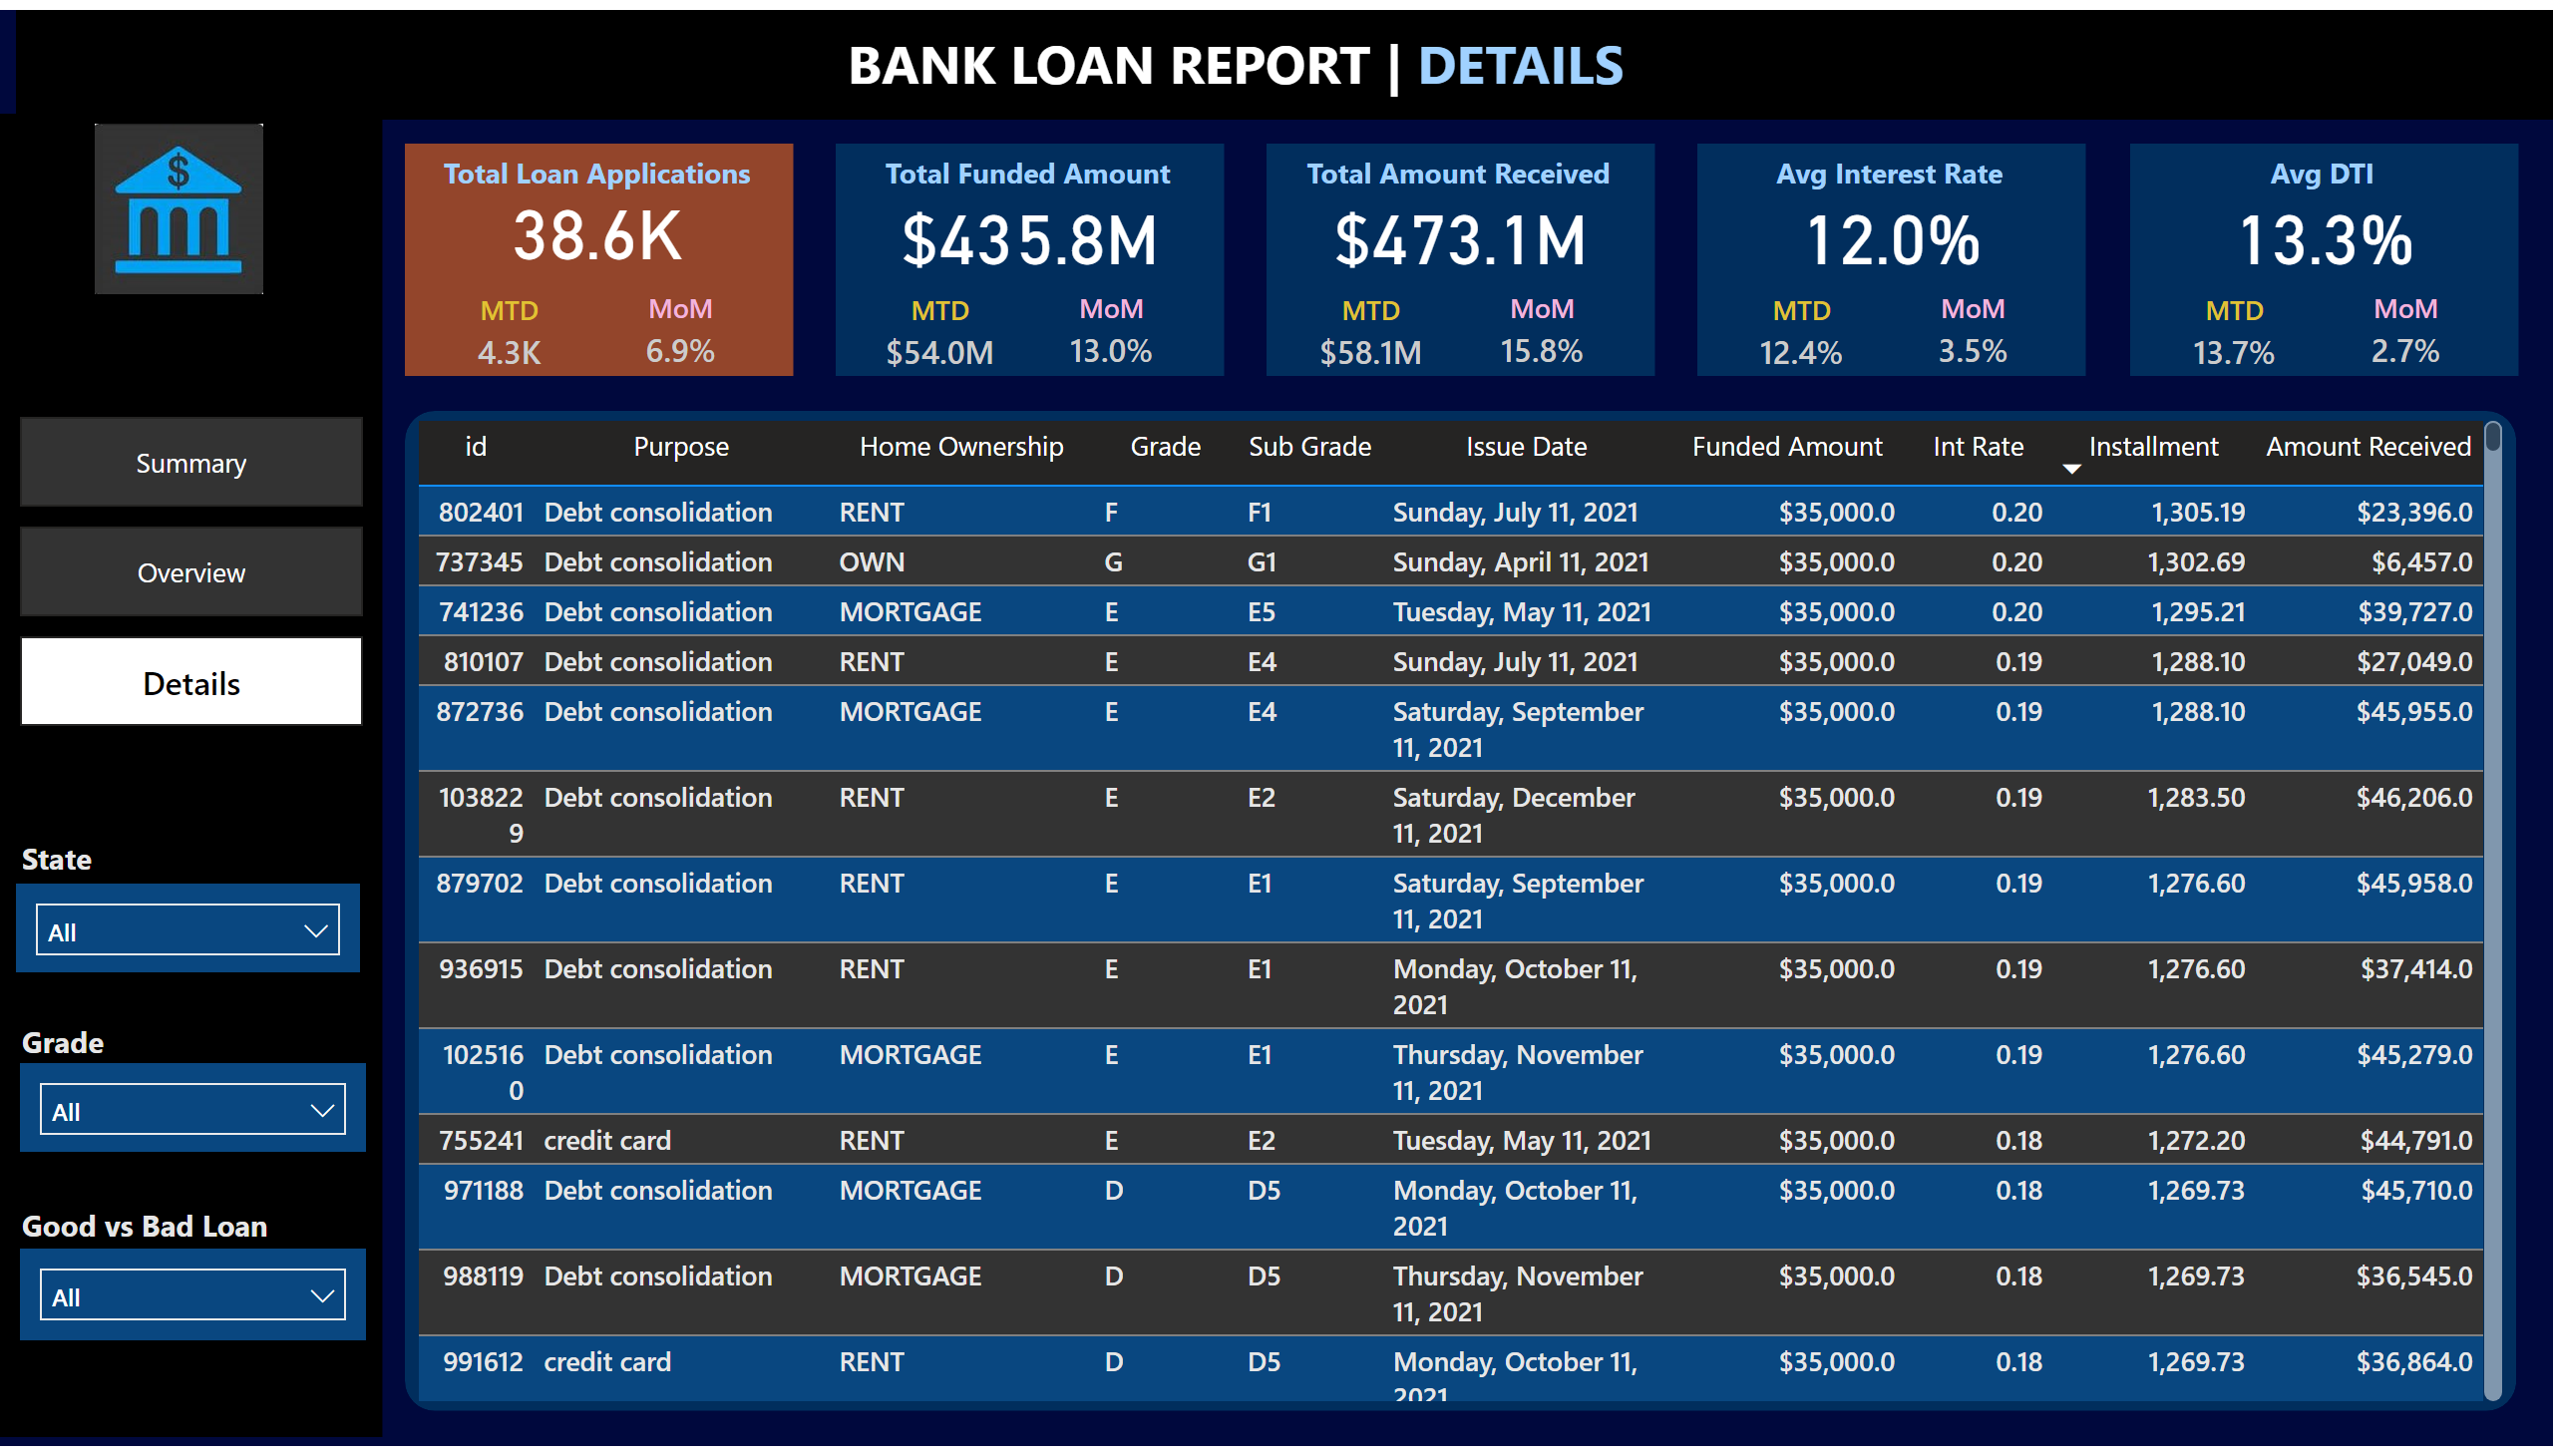 BANK LOAN REPORT | DETAILS
$
Total Loan Applications
38.6K
MTD MoM
4.3K 6.9%
Total Funded Amount
$435.8M
MTD MoM
$54.0M 13.0%
Total Amount Received
$473.1M
MTD MoM
$58.1M 15.8%
Avg Interest Rate
12.0%
MTD MoM
12.4% 3.5%
Avg DTI
13.3%
MTD MoM
13.7% 2.7%
Summary
Overview
Details
State
All
Grade
All
Good vs Bad Loan
All
id Purpose Home Ownership Grade Sub Grade Issue Date Funded Amount Int Rate Installment Amount Received
802401 Debt consolidation RENT F F1 Sunday, July 11, 2021 $35,000.0 0.20 1,305.19 $23,396.0
737345 Debt consolidation OWN G G1 Sunday, April 11, 2021 $35,000.0 0.20 1,302.69 $6,457.0
741236 Debt consolidation MORTGAGE E E5 Tuesday, May 11, 2021 $35,000.0 0.20 1,295.21 $39,727.0
810107 Debt consolidation RENT E E4 Sunday, July 11, 2021 $35,000.0 0.19 1,288.10 $27,049.0
872736 Debt consolidation MORTGAGE E E4 Saturday, September $35,000.0 0.19 1,288.10 $45,955.0
11, 2021
103822 Debt consolidation RENT E E2 Saturday, December $35,000.0 0.19 1,283.50 $46,206.0
9 11, 2021
879702 Debt consolidation RENT E E1 Saturday, September $35,000.0 0.19 1,276.60 $45,958.0
11, 2021
936915 Debt consolidation RENT E E1 Monday, October 11, $35,000.0 0.19 1,276.60 $37,414.0
2021
102516 Debt consolidation MORTGAGE E E1 Thursday, November $35,000.0 0.19 1,276.60 $45,279.0
0 11, 2021
755241 credit card RENT E E2 Tuesday, May 11, 2021 $35,000.0 0.18 1,272.20 $44,791.0
971188 Debt consolidation MORTGAGE D D5 Monday, October 11, $35,000.0 0.18 1,269.73 $45,710.0
2021
988119 Debt consolidation MORTGAGE D D5 Thursday, November $35,000.0 0.18 1,269.73 $36,545.0
11, 2021
991612 credit card RENT D D5 Monday, October 11, $35,000.0 0.18 1,269.73 $36,864.0
2021